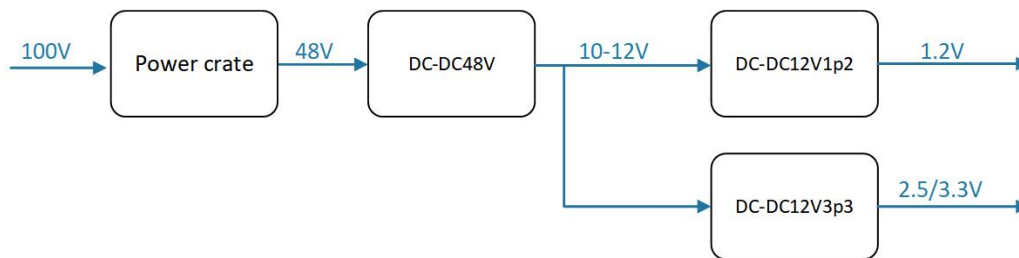 100V
Power crate
48V
DC-DC48V
10-12V
DC-DC12V1p2
1.2V
DC-DC12V3p3
2.5/3.3V